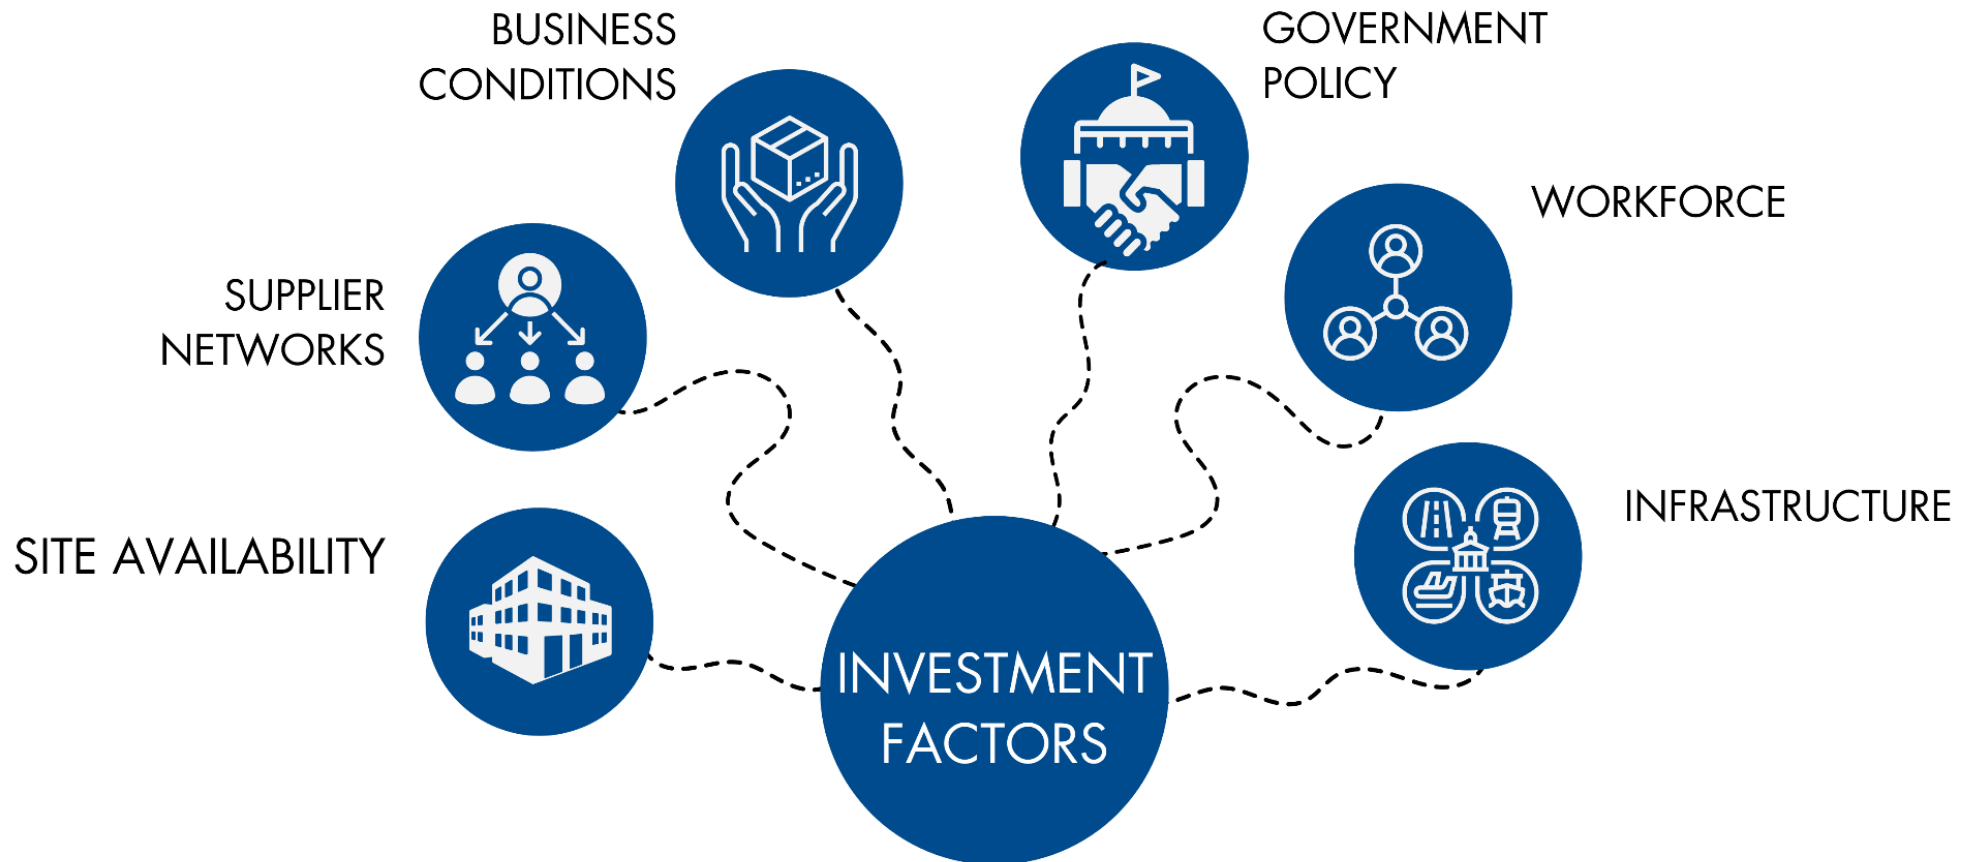 BUSINESS
CONDITIONS
GOVERNMENT
POLICY
WORKFORCE
SUPPLIER
NETWORKS
INFRASTRUCTURE
SITE AVAILABILITY
INVESTMENT
FACTORS